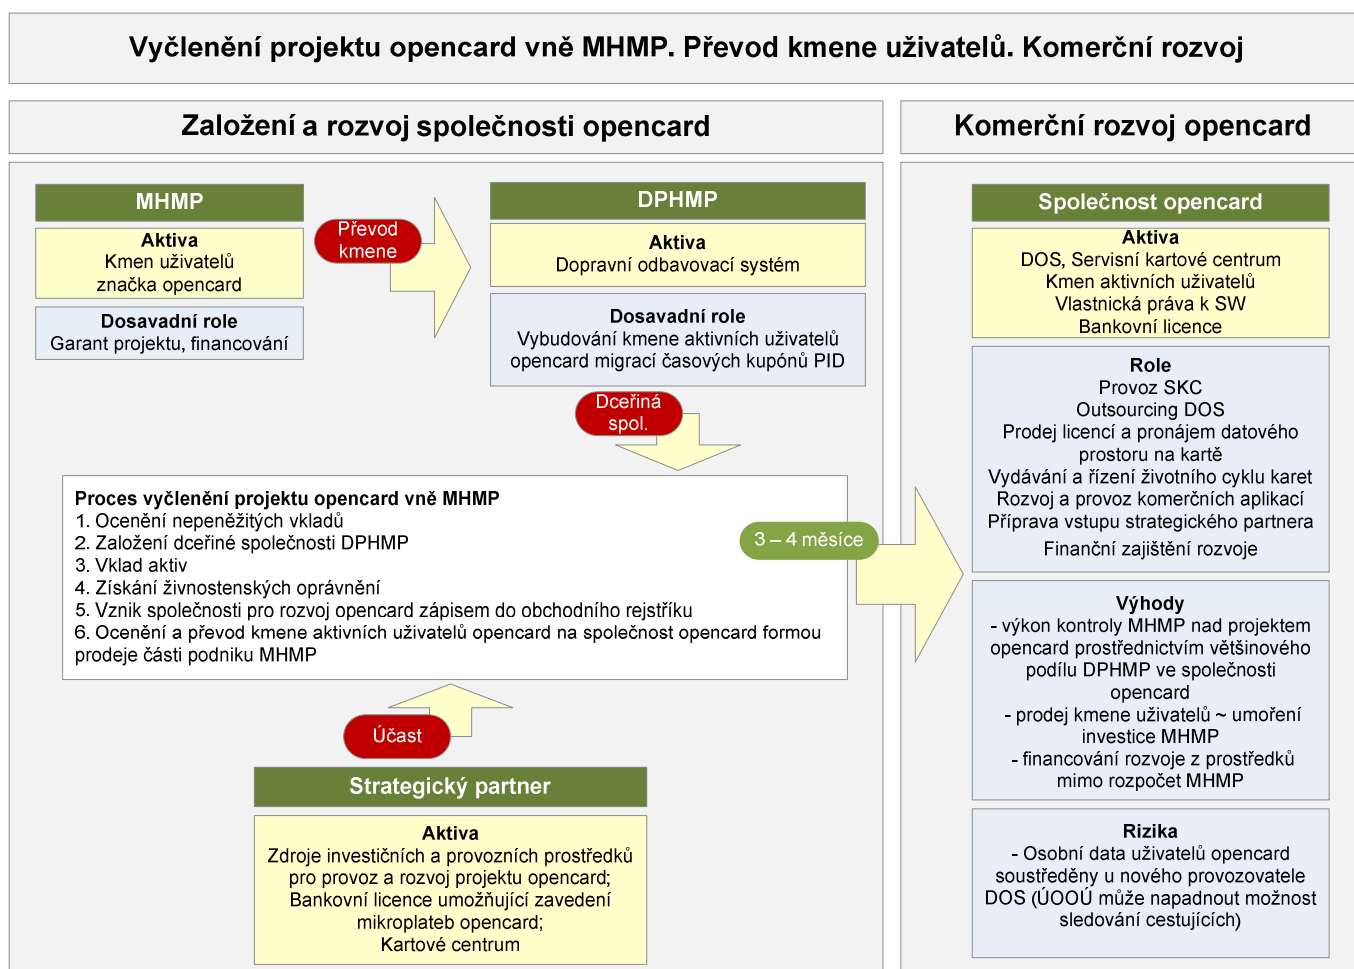 Vyčlenění projektu opencard vně MHMP. Převod kmene uživatelů. Komerční rozvoj
Založení a rozvoj společnosti opencard
MHMP
Aktiva
Kmen uživatelů
značka opencard
Dosavadní role
Garant projektu, financování
Převod
kmene
DPHMP
Aktiva
Dopravní odbavovací systém
Dosavadní role
Vybudování kmene aktivních uživatelů
opencard migrací časových kupónů PID
Dceřiná
spol.
Proces vyčlenění projektu opencard vně MHMP
1. Ocenění nepeněžitých vkladů
2. Založení dceřiné společnosti DPHMP
3. Vklad aktiv
4. Získání živnostenských oprávnění
5. Vznik společnosti pro rozvoj opencard zápisem do obchodního rejstříku
6. Ocenění a převod kmene aktivních uživatelů opencard na společnost opencard formou
prodeje části podniku MHMP
3 – 4 měsíce
Účast
Strategický partner
Aktiva
Zdroje investičních a provozních prostředků
pro provoz a rozvoj projektu opencard;
Bankovní licence umožňující zavedení
mikroplateb opencard;
Kartové centrum
Komerční rozvoj opencard
Společnost opencard
Aktiva
DOS, Servisní kartové centrum
Kmen aktivních uživatelů
Vlastnická práva k SW
Bankovní licence
Role
Provoz SKC
Outsourcing DOS
Prodej licencí a pronájem datového
prostoru na kartě
Vydávání a řízení životního cyklu karet
Rozvoj a provoz komerčních aplikací
Příprava vstupu strategického partnera
Finanční zajištění rozvoje
Výhody
- výkon kontroly MHMP nad projektem
opencard prostřednictvím většinového
podílu DPHMP ve společnosti
opencard
- prodej kmene uživatelů ~ umoření
investice MHMP
- financování rozvoje z prostředků
mimo rozpočet MHMP
Rizika
- Osobní data uživatelů opencard
soustředěny u nového provozovatele
DOS (ÚOOÚ může napadnout možnost
sledování cestujících)